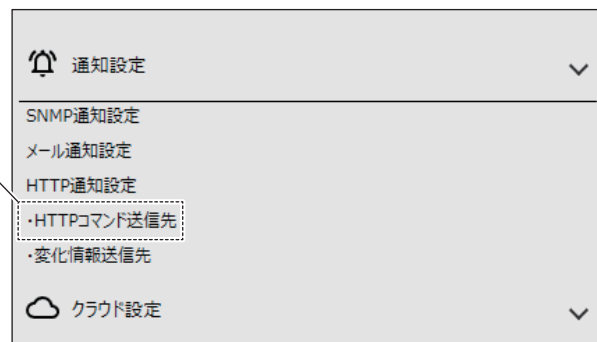 通知設定
SNMP通知設定
メール通知設定
HTTP通知設定
・HTTPコマンド送信先
・変化情報送信先
クラウド設定